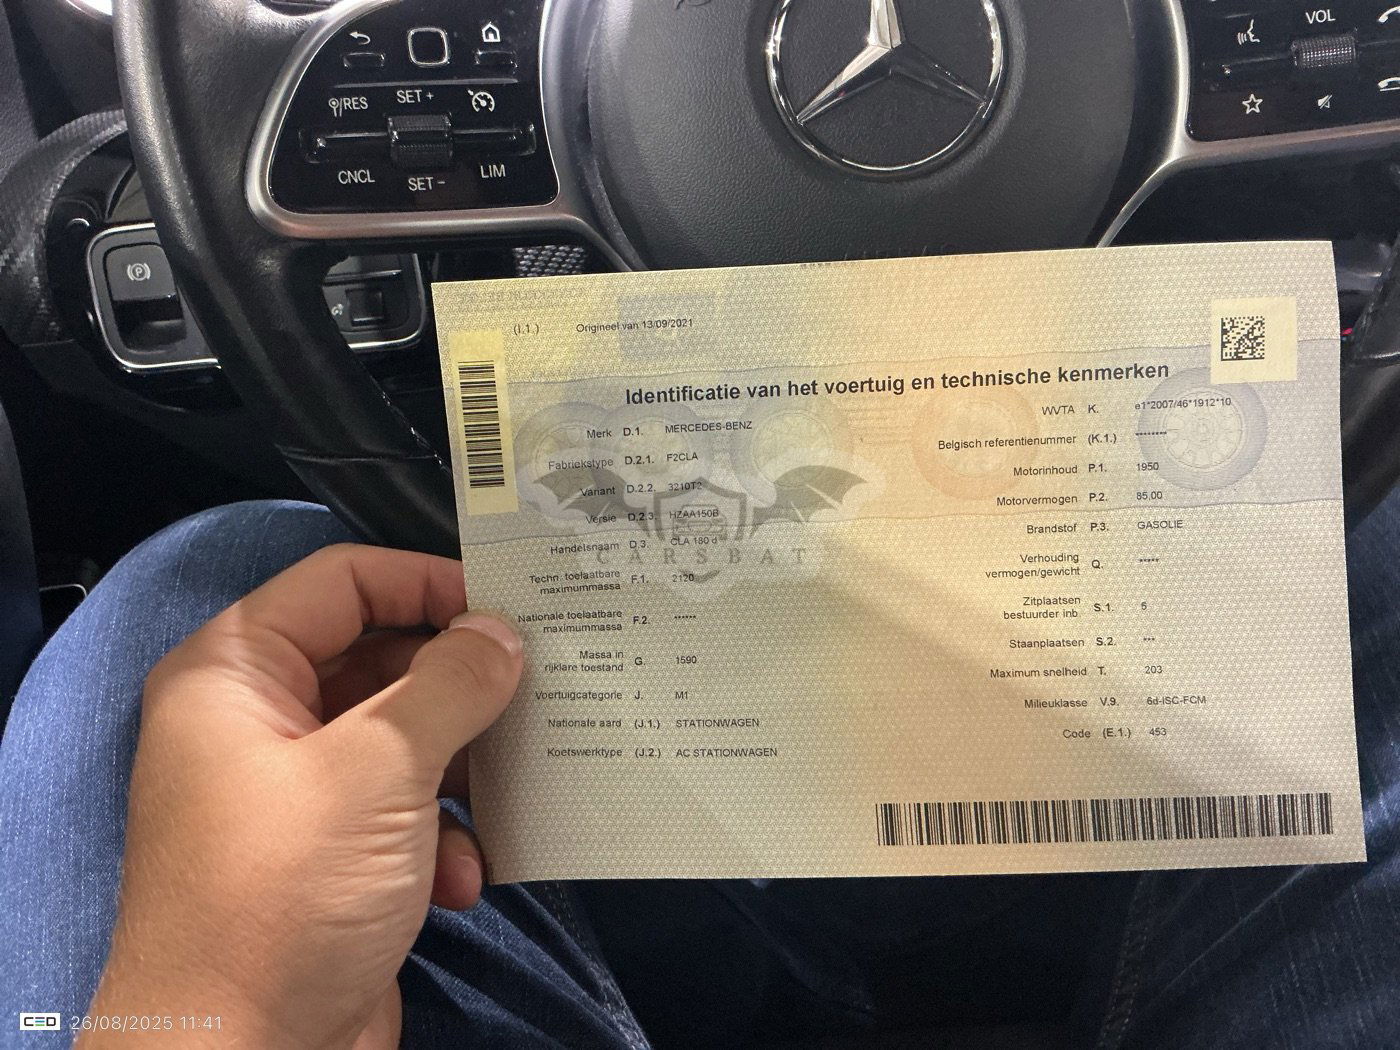 VOL
RES
SET +
CNCL
SET −
LIM
(I.1.) Origineel van 13/09/2021
Identificatie van het voertuig en technische kenmerken
Merk D.1. MERCEDES-BENZ
Fabriekstype D.2.1. F2CLA
Variant D.2.2. 3210T2
Versie D.2.3. HZAA150B
Handelsnaam D.3. CLA 180 d
Techn. toelaatbare
maximummassa F.1. 2120
Nationale toelaatbare
maximummassa F.2. ******
Massa in
rijklare toestand G. 1590
Voertuigcategorie J. M1
Nationale aard (J.1.) STATIONWAGEN
Koetswerktype (J.2.) AC STATIONWAGEN
WVTA K. e1*2007/46*1912*10
Belgisch referentienummer (K.1.) ********
Motorinhoud P.1. 1950
Motorvermogen P.2. 85.00
Brandstof P.3. GASOLIE
Verhouding
vermogen/gewicht Q. *****
Zitplaatsen
bestuurder inb. S.1. 5
Staanplaatsen S.2. ***
Maximum snelheid T. 203
Milieuklasse V.9. 6d-ISC-FCM
Code (E.1.) 453
CARSBAT
CED 26/08/2025 11:41